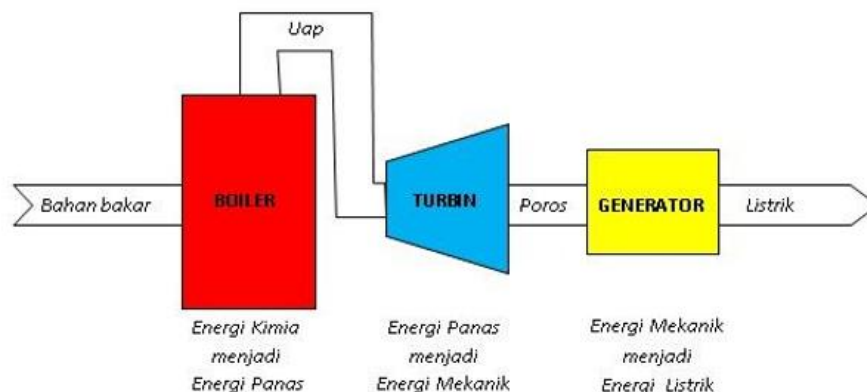 Uap
Bahan bakar
BOILER
TURBIN
Poros
GENERATOR
Listrik
Energi Kimia
menjadi
Energi Panas
Energi Panas
menjadi
Energi Mekanik
Energi Mekanik
menjadi
Energi Listrik